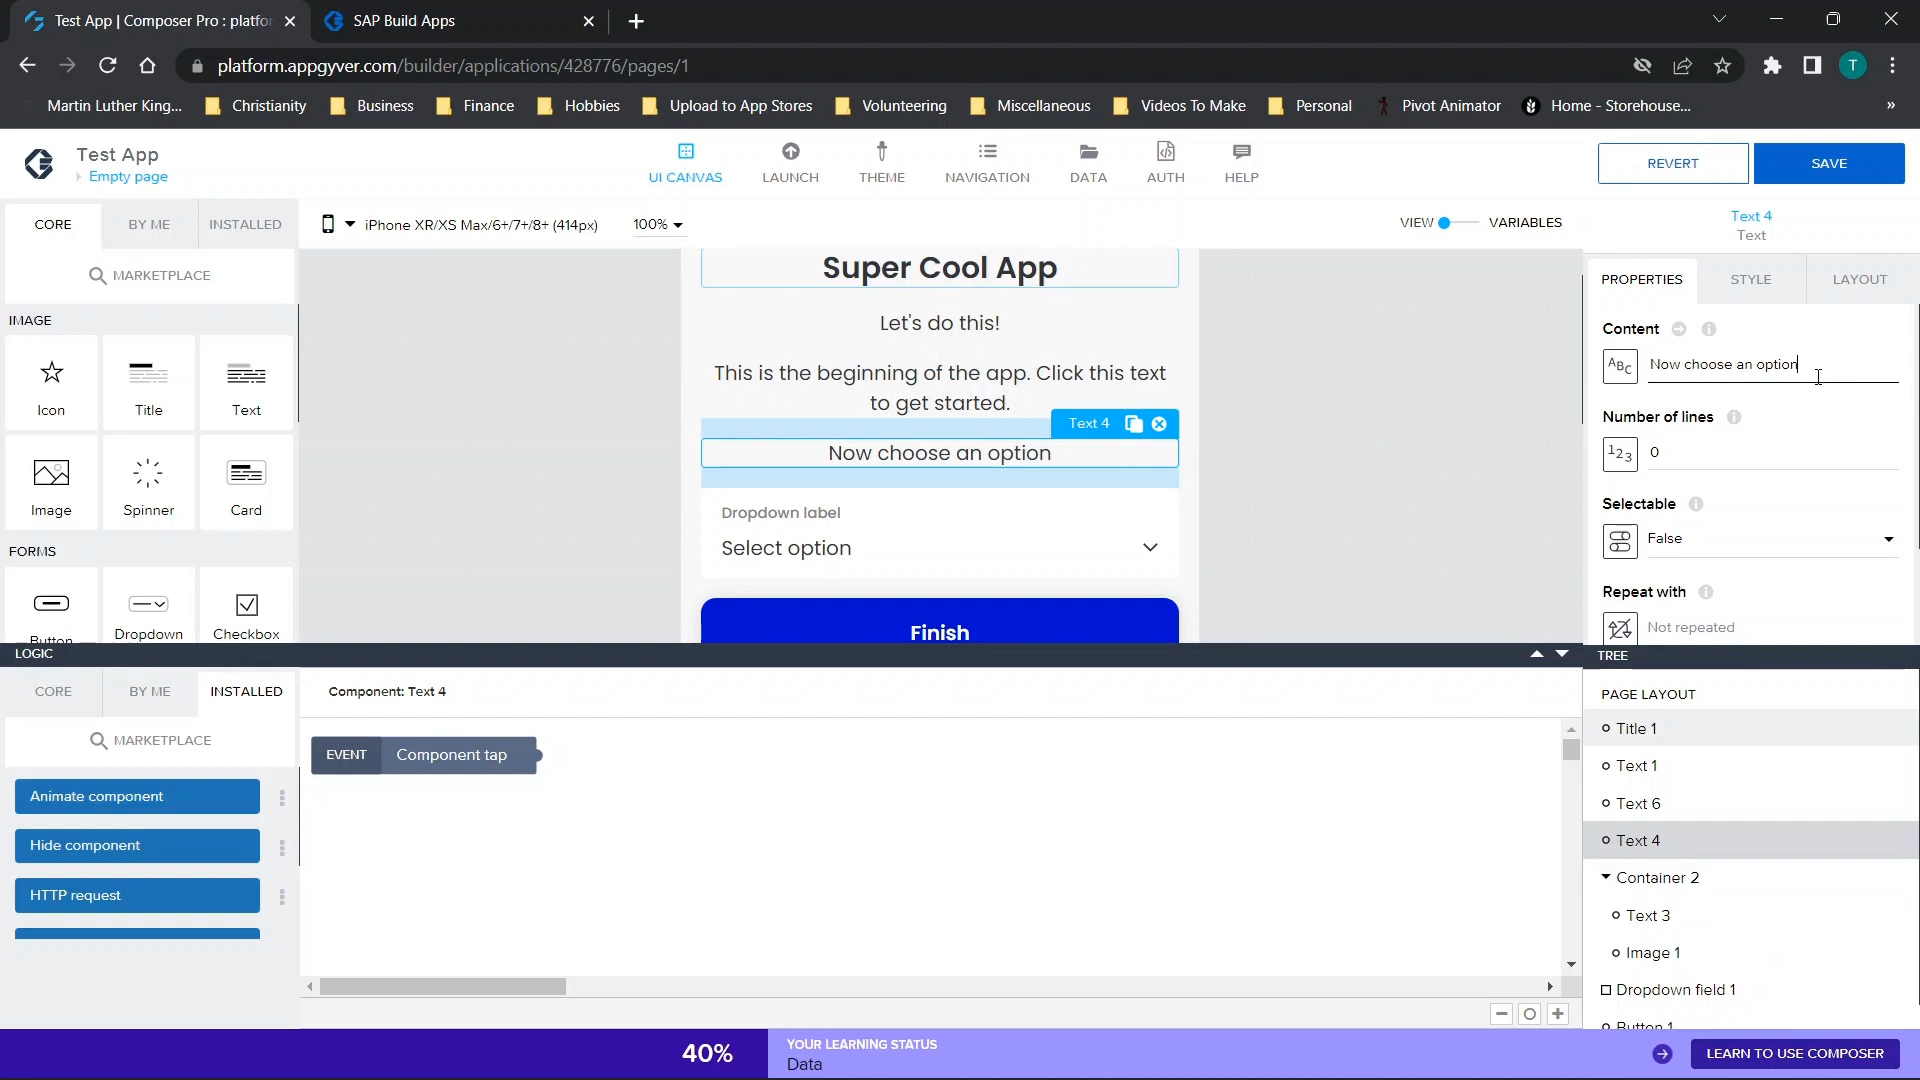 Test App | Composer Pro : platfor
SAP Build Apps
platform.appgyver.com/builder/applications/428776/pages/1
T
Martin Luther King...
Christianity
Business
Finance
Hobbies
Upload to App Stores
Volunteering
Miscellaneous
Videos To Make
Personal
Pivot Animator
Home - Storehouse...
»
Test App
Empty page
UI CANVAS
LAUNCH
THEME
NAVIGATION
DATA
AUTH
HELP
REVERT
SAVE
CORE
BY ME
INSTALLED
iPhone XR/XS Max/6+/7+/8+ (414px)
100%
VIEW
VARIABLES
Text 4
Text
MARKETPLACE
IMAGE
Icon
Title
Text
Image
Spinner
Card
FORMS
Button
Dropdown
Checkbox
Super Cool App
Let's do this!
This is the beginning of the app. Click this text
to get started.
Text 4
Now choose an option
Dropdown label
Select option
Finish
PROPERTIES
STYLE
LAYOUT
Content
ABC
Now choose an option
Number of lines
123
0
Selectable
False
Repeat with
Not repeated
LOGIC
CORE
BY ME
INSTALLED
MARKETPLACE
Animate component
Hide component
HTTP request
Component: Text 4
EVENT
Component tap
TREE
PAGE LAYOUT
Title 1
Text 1
Text 6
Text 4
Container 2
Text 3
Image 1
Dropdown field 1
Button 1
40%
YOUR LEARNING STATUS
Data
LEARN TO USE COMPOSER